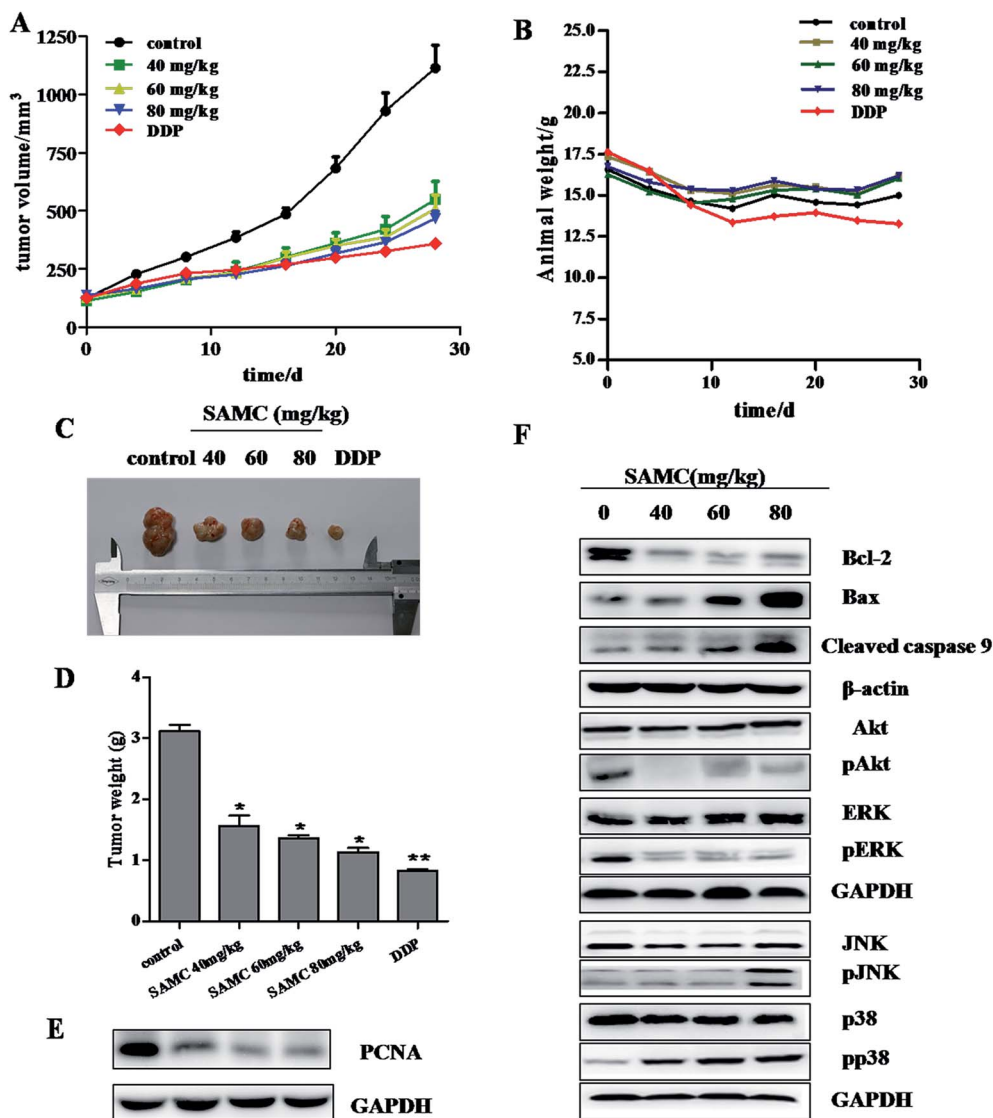 A
1250
1000
750
500
250
0
tumor volume/mm³
control
40 mg/kg
60 mg/kg
80 mg/kg
DDP
0 10 20 30
time/d
B
25.0
22.5
20.0
17.5
15.0
12.5
10.0
7.5
5.0
Animal weight/g
control
40 mg/kg
60 mg/kg
80 mg/kg
DDP
0 10 20 30
time/d
C
SAMC (mg/kg)
control 40 60 80 DDP
D
4
3
2
1
0
Tumor weight (g)
* * * **
control
SAMC 40mg/kg
SAMC 60mg/kg
SAMC 80mg/kg
DDP
E
PCNA
GAPDH
F
SAMC(mg/kg)
0 40 60 80
Bcl-2
Bax
Cleaved caspase 9
β-actin
Akt
pAkt
ERK
pERK
GAPDH
JNK
pJNK
p38
pp38
GAPDH